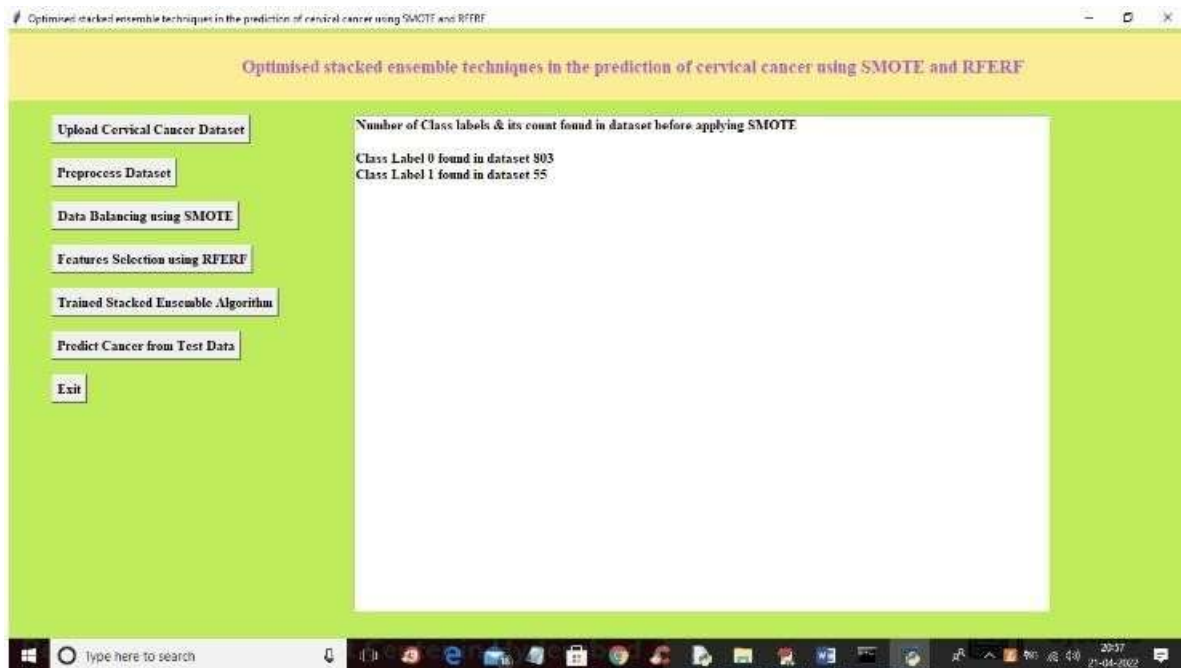 Optimised stacked ensemble techniques in the prediction of cervical cancer using SMOTE and RFERF
Optimised stacked ensemble techniques in the prediction of cervical cancer using SMOTE and RFERF
Upload Cervical Cancer Dataset
Preprocess Dataset
Data Balancing using SMOTE
Features Selection using RFERF
Trained Stacked Ensemble Algorithm
Predict Cancer from Test Data
Exit
Number of Class labels & its count found in dataset before applying SMOTE
Class Label 0 found in dataset 803
Class Label 1 found in dataset 55
Type here to search
20:57
21-04-2022